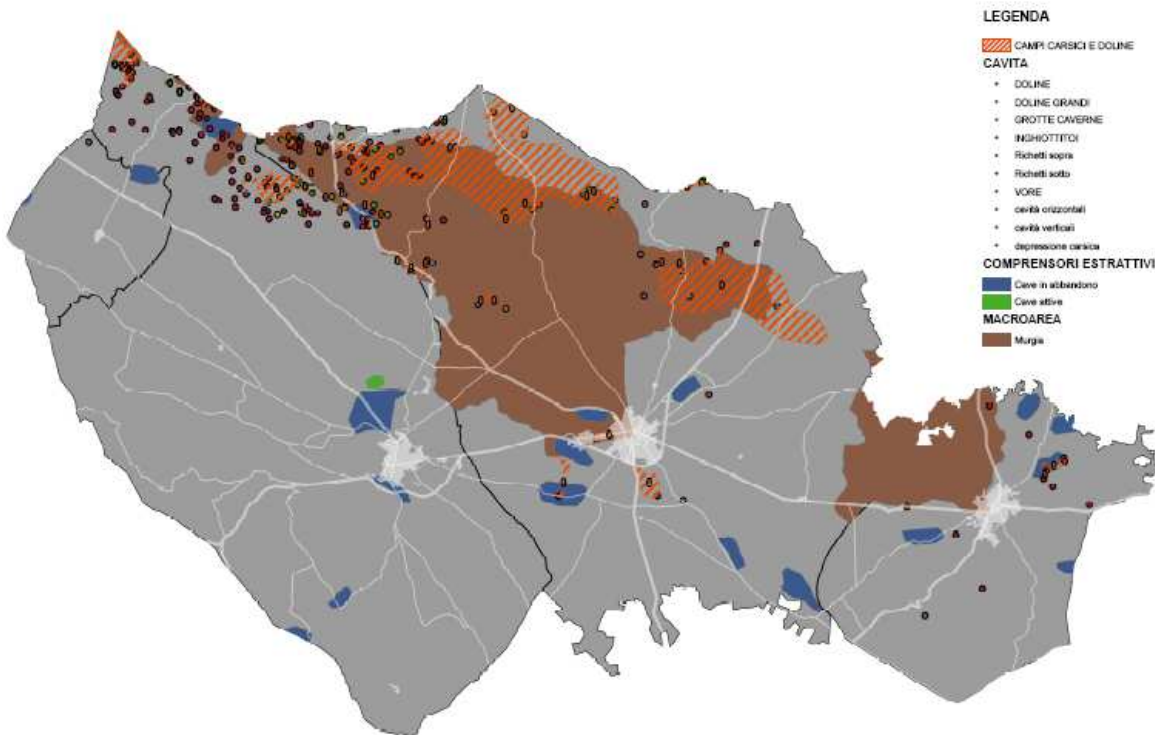 LEGENDA
CAMPI CARSICI E DOLINE
CAVITA
DOLINE
DOLINE GRANDI
GROTTE CAVERNE
INGHIOTTITOI
Richetti sopra
Richetti sotto
VORE
cavità orizzontali
cavità verticali
depressione carsica
COMPRENSORI ESTRATTIVI
Cave in abbandono
Cave attive
MACROAREA
Murgia